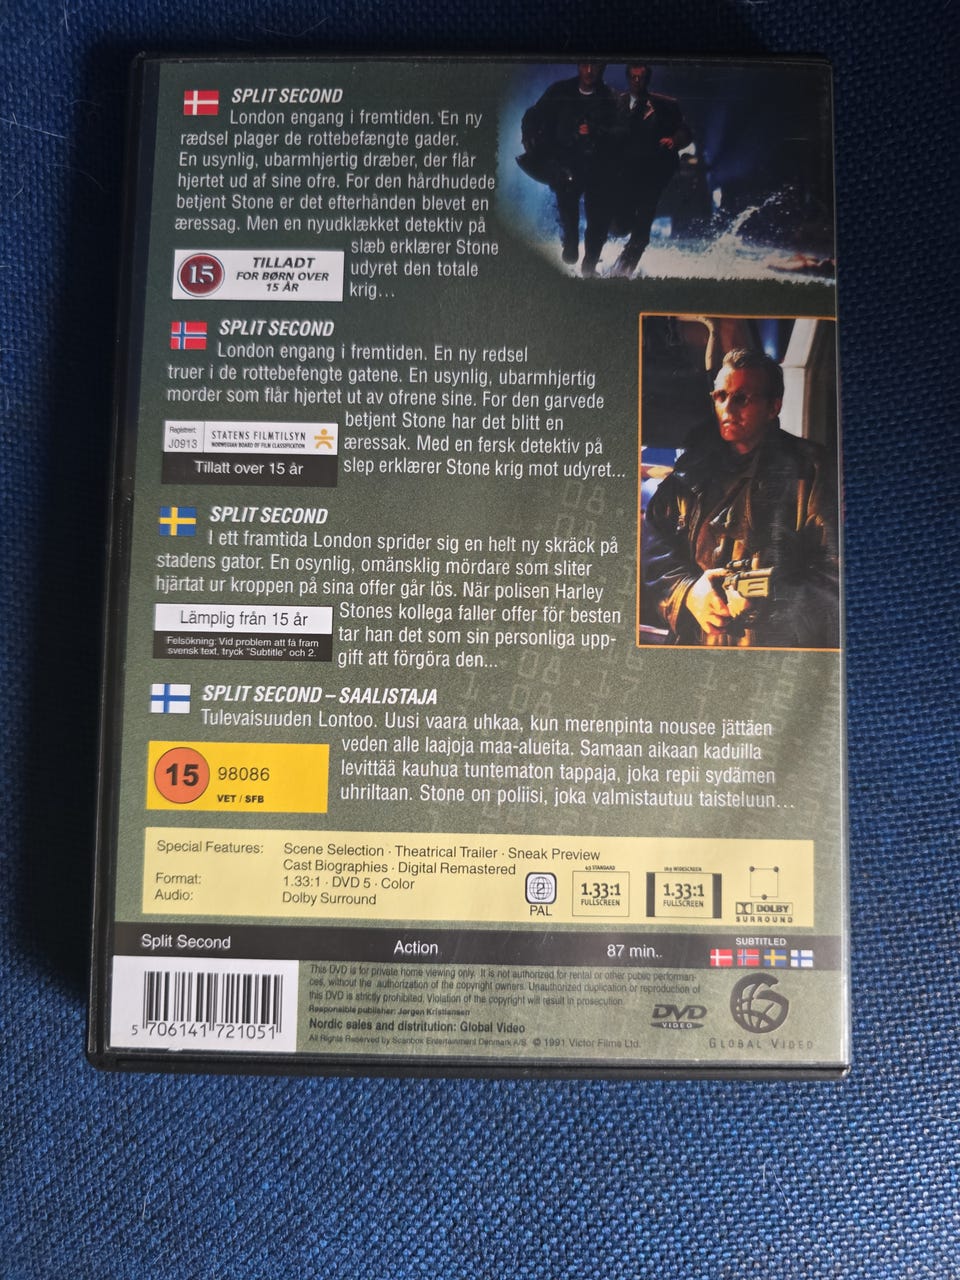 SPLIT SECOND
London engang i fremtiden. En ny
rædsel plager de rottebefængte gader.
En usynlig, ubarmhjertig dræber, der flår
hjertet ud af sine ofre. For den hårdhudede
betjent Stone er det efterhånden blevet en
æressag. Men en nyudklækket detektiv på
slæb erklærer Stone
udyret den totale
krig...
15
TILLADT
FOR BØRN OVER
15 ÅR
SPLIT SECOND
London engang i fremtiden. En ny redsel
truer i de rottebefengte gatene. En usynlig, ubarmhjertig
morder som flår hjertet ut av ofrene sine. For den garvede
betjent Stone har det blitt en
æressak. Med en fersk detektiv på
slep erklærer Stone krig mot udyret...
Registrert
J0913
STATENS FILMTILSYN
NORWEGIAN BOARD OF FILM CLASSIFICATION
Tillatt over 15 år
SPLIT SECOND
I ett framtida London sprider sig en helt ny skräck på
stadens gator. En osynlig, omänsklig mördare som sliter
hjärtat ur kroppen på sina offer går lös. När polisen Harley
Stones kollega faller offer för besten
tar han det som sin personliga upp-
gift att förgöra den...
Lämplig från 15 år
Felsökning: Vid problem att få fram
svensk text, tryck "Subtitle" och 2.
SPLIT SECOND – SAALISTAJA
Tulevaisuuden Lontoo. Uusi vaara uhkaa, kun merenpinta nousee jättäen
veden alle laajoja maa-alueita. Samaan aikaan kaduilla
levittää kauhua tuntematon tappaja, joka repii sydämen
uhriltaan. Stone on poliisi, joka valmistautuu taisteluun...
15
98086
VET / SFB
Special Features: Scene Selection · Theatrical Trailer · Sneak Preview
Cast Biographies · Digital Remastered
Format: 1.33:1 · DVD 5 · Color
Audio: Dolby Surround
2
PAL
4:3 STANDARD
1.33:1
FULLSCREEN
16:9 WIDESCREEN
1.33:1
FULLSCREEN
DOLBY
SURROUND
Split Second
Action
87 min..
SUBTITLED
This DVD is for private home viewing only. It is not authorized for rental or other public performan-
ces, without the authorization of the copyright owners. Unauthorized duplication or reproduction of
this DVD is strictly prohibited. Violation of the copyright will result in prosecution.
Responsible publisher: Jørgen Kristiansen
Nordic sales and distribution: Global Video
All Rights Reserved by Scanbox Entertainment Denmark A/S. © 1991 Victor Films Ltd.
DVD
VIDEO
GLOBAL VIDEO
5 706141 721051